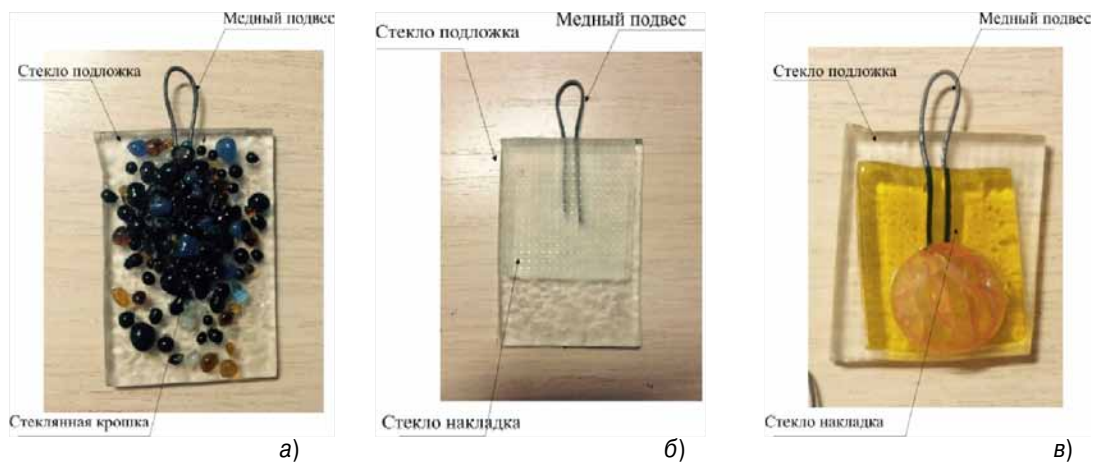 Медный подвес
Стекло подложка
Стеклянная крошка
а)
Медный подвес
Стекло подложка
Стекло накладка
б)
Медный подвес
Стекло подложка
Стекло накладка
в)